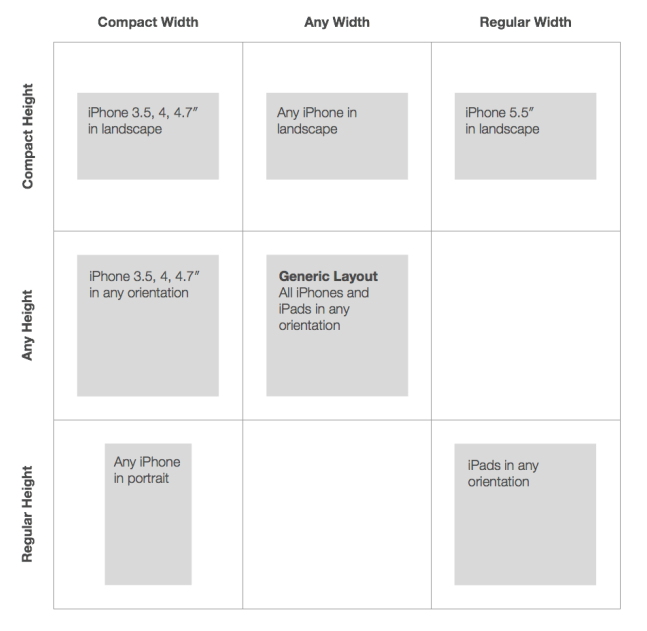 Compact Width
Any Width
Regular Width
Compact Height
iPhone 3.5, 4, 4.7″
in landscape
Any iPhone in
landscape
iPhone 5.5″
in landscape
Any Height
iPhone 3.5, 4, 4.7″
in any orientation
Generic Layout
All iPhones and
iPads in any
orientation
Regular Height
Any iPhone
in portrait
iPads in any
orientation